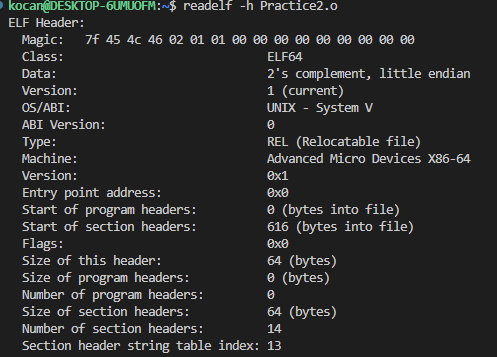 kocan@DESKTOP-6UMUOFM:~$ readelf -h Practice2.o
ELF Header:
  Magic:   7f 45 4c 46 02 01 01 00 00 00 00 00 00 00 00 00
  Class:                             ELF64
  Data:                              2's complement, little endian
  Version:                           1 (current)
  OS/ABI:                            UNIX - System V
  ABI Version:                       0
  Type:                              REL (Relocatable file)
  Machine:                           Advanced Micro Devices X86-64
  Version:                           0x1
  Entry point address:               0x0
  Start of program headers:          0 (bytes into file)
  Start of section headers:          616 (bytes into file)
  Flags:                             0x0
  Size of this header:               64 (bytes)
  Size of program headers:           0 (bytes)
  Number of program headers:         0
  Size of section headers:           64 (bytes)
  Number of section headers:         14
  Section header string table index: 13